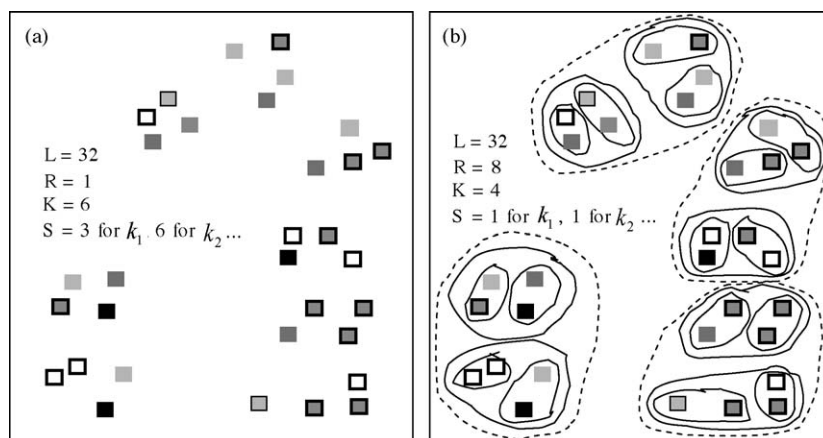 (a)
L = 32
R = 1
K = 6
S = 3 for k₁ . 6 for k₂ ...
(b)
L = 32
R = 8
K = 4
S = 1 for k₁ , 1 for k₂ ...